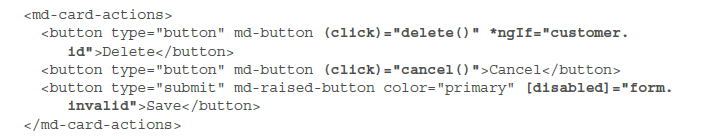 <md-card-actions>
<button type="button" md-button (click)="delete()" *ngIf="customer.
id">Delete</button>
<button type="button" md-button (click)="cancel()">Cancel</button>
<button type="submit" md-raised-button color="primary" [disabled]="form.
invalid">Save</button>
</md-card-actions>